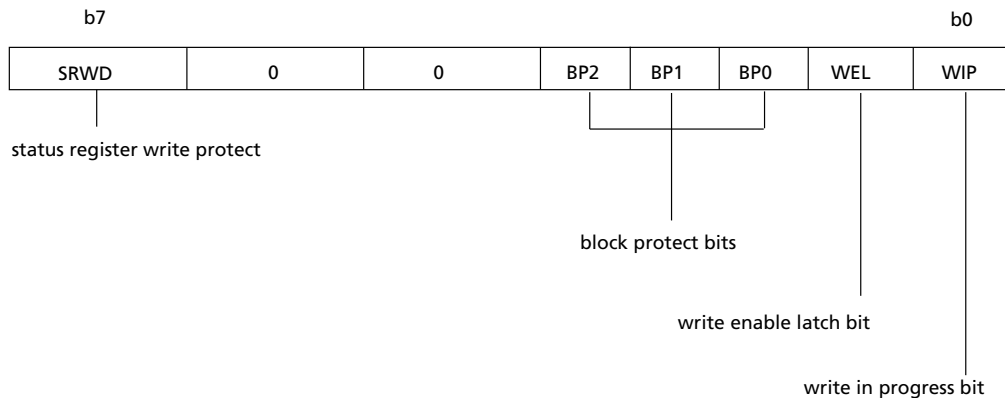 b7 b0
SRWD 0 0 BP2 BP1 BP0 WEL WIP
status register write protect
block protect bits
write enable latch bit
write in progress bit